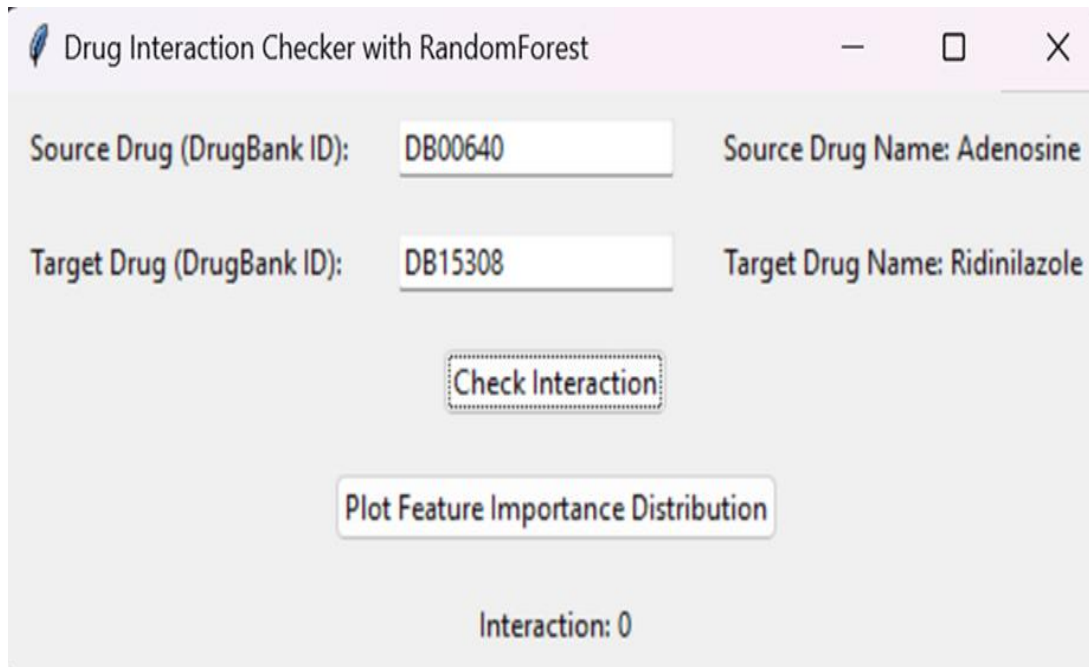 Drug Interaction Checker with RandomForest
Source Drug (DrugBank ID): DB00640 Source Drug Name: Adenosine
Target Drug (DrugBank ID): DB15308 Target Drug Name: Ridinilazole
Check Interaction
Plot Feature Importance Distribution
Interaction: 0